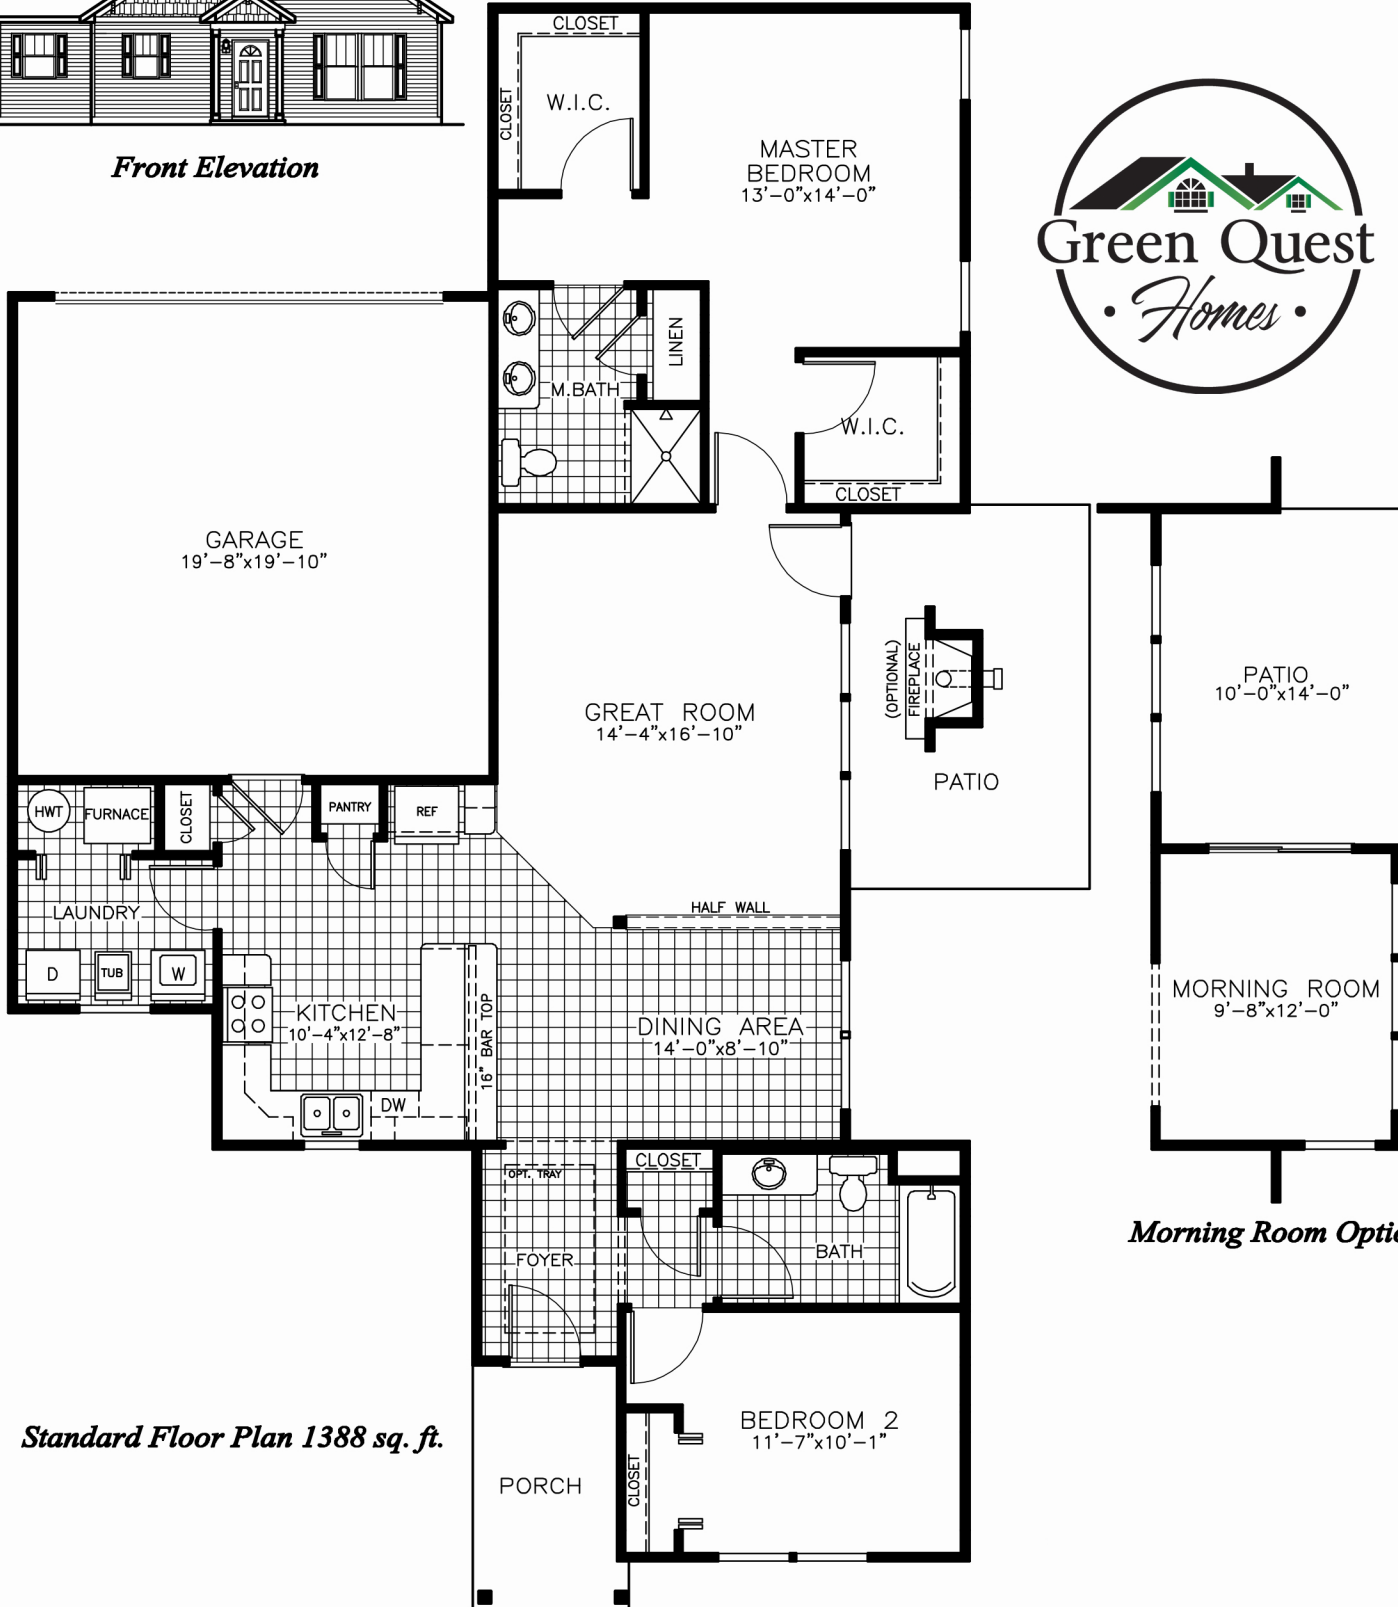 Front Elevation
CLOSET
CLOSET
W.I.C.
MASTER
BEDROOM
13'-0"x14'-0"
Green Quest
• Homes •
LINEN
M.BATH
W.I.C.
CLOSET
GARAGE
19'-8"x19'-10"
GREAT ROOM
14'-4"x16'-10"
(OPTIONAL)
FIREPLACE
PATIO
PATIO
10'-0"x14'-0"
HWT
FURNACE
CLOSET
PANTRY
REF
HALF WALL
LAUNDRY
D
TUB
W
KITCHEN
10'-4"x12'-8"
16" BAR TOP
DW
DINING AREA
14'-0"x8'-10"
MORNING ROOM
9'-8"x12'-0"
Morning Room Optio
OPT. TRAY
FOYER
CLOSET
BATH
BEDROOM 2
11'-7"x10'-1"
CLOSET
PORCH
Standard Floor Plan 1388 sq. ft.